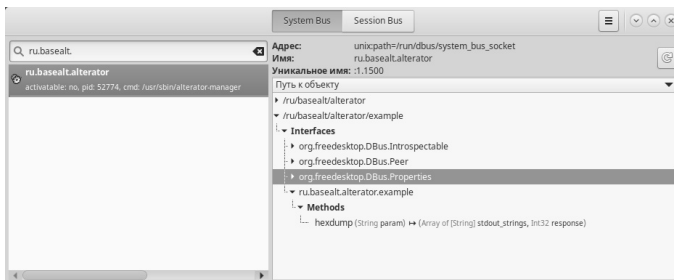 System Bus
Session Bus
ru.basealt.
ru.basealt.alterator
activatable: no, pid: 52774, cmd: /usr/sbin/alterator-manager
Адрес: unix:path=/run/dbus/system_bus_socket
Имя: ru.basealt.alterator
Уникальное имя: :1.1500
Путь к объекту
/ru/basealt/alterator
/ru/basealt/alterator/example
Interfaces
org.freedesktop.DBus.Introspectable
org.freedesktop.DBus.Peer
org.freedesktop.DBus.Properties
ru.basealt.alterator.example
Methods
hexdump (String param) ↦ (Array of [String] stdout_strings, Int32 response)